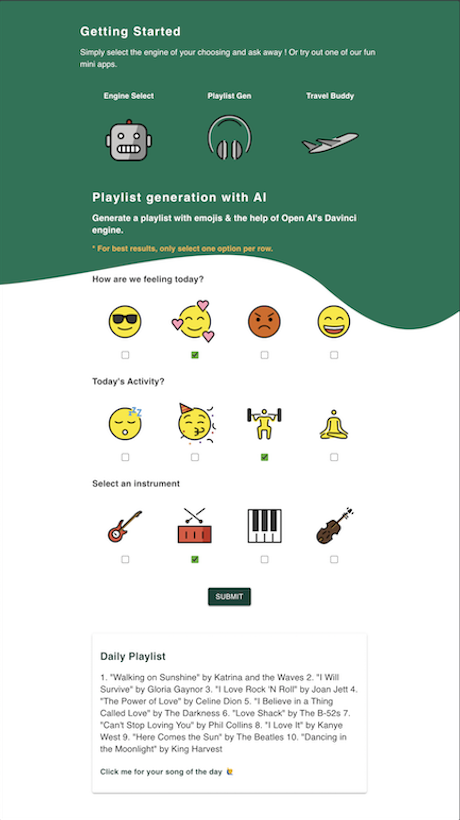 Getting Started
Simply select the engine of your choosing and ask away ! Or try out one of our fun
mini apps.
Engine Select
Playlist Gen
Travel Buddy
Playlist generation with AI
Generate a playlist with emojis & the help of Open AI's Davinci
engine.
* For best results, only select one option per row.
How are we feeling today?
Today's Activity?
Select an instrument
SUBMIT
Daily Playlist
1. "Walking on Sunshine" by Katrina and the Waves 2. "I Will
Survive" by Gloria Gaynor 3. "I Love Rock 'N Roll" by Joan Jett 4.
"The Power of Love" by Celine Dion 5. "I Believe in a Thing
Called Love" by The Darkness 6. "Love Shack" by The B-52s 7.
"Can't Stop Loving You" by Phil Collins 8. "I Love It" by Kanye
West 9. "Here Comes the Sun" by The Beatles 10. "Dancing in
the Moonlight" by King Harvest
Click me for your song of the day